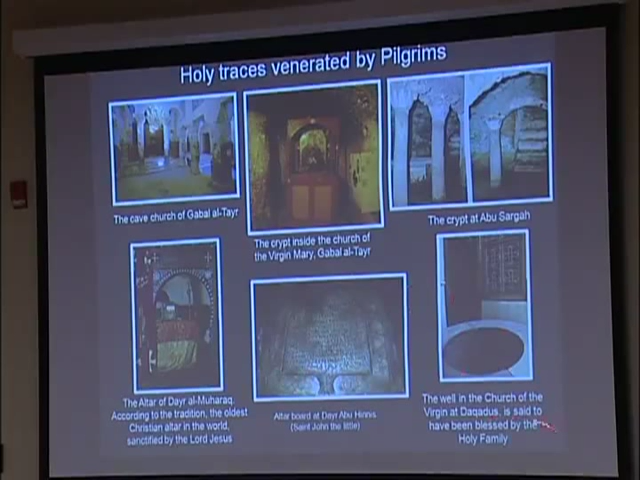 Holy traces venerated by Pilgrims
The cave church of Gabal al-Tayr
The crypt inside the church of
the Virgin Mary, Gabal al-Tayr
The crypt at Abu Sargah
The Altar of Dayr al-Muharaq.
According to the tradition, the oldest
Christian altar in the world,
sanctified by the Lord Jesus
Altar board at Dayr Abu Hinnis
(Saint John the little)
The well in the Church of the
Virgin at Daqadus, is said to
have been blessed by the
Holy Family